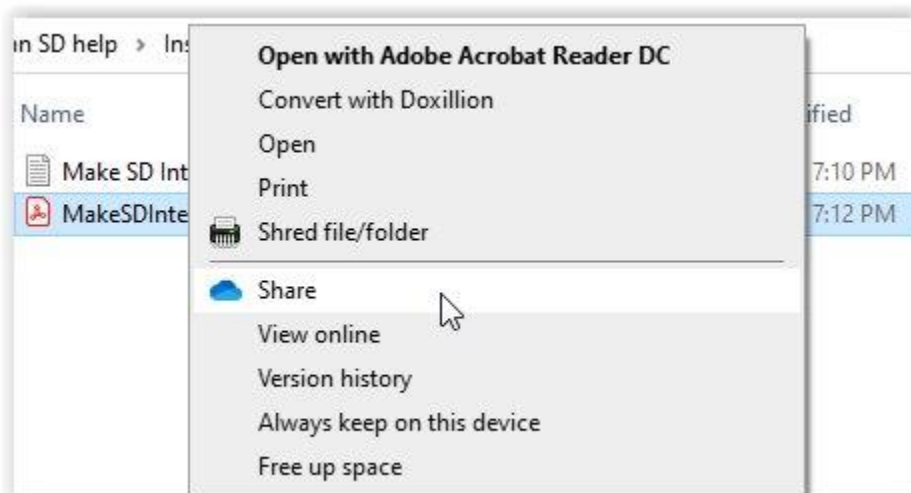 SD help > Ins
Name
ified
Make SD Int
7:10 PM
MakeSDInte
7:12 PM
Open with Adobe Acrobat Reader DC
Convert with Doxillion
Open
Print
Shred file/folder
Share
View online
Version history
Always keep on this device
Free up space